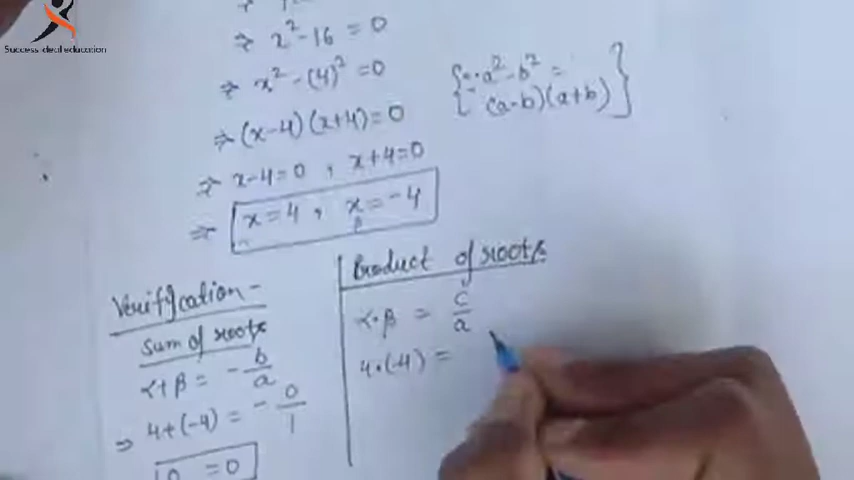 Success ideal education
⇒ x² - 16 = 0
⇒ x² - (4)² = 0
{∵ a² - b² =
(a-b)(a+b)}
⇒ (x-4)(x+4) = 0
⇒ x-4=0 , x+4=0
⇒ x=4 , x=-4
β
Verification -
Sum of roots
α+β = - b/a
⇒ 4+(-4) = - 0/1
0 = 0
Product of roots
α·β = c/a
4·(-4) =